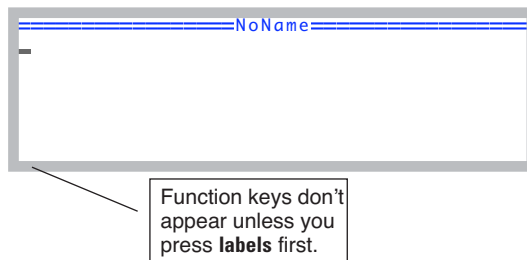 NoName
Function keys don't
appear unless you
press labels first.